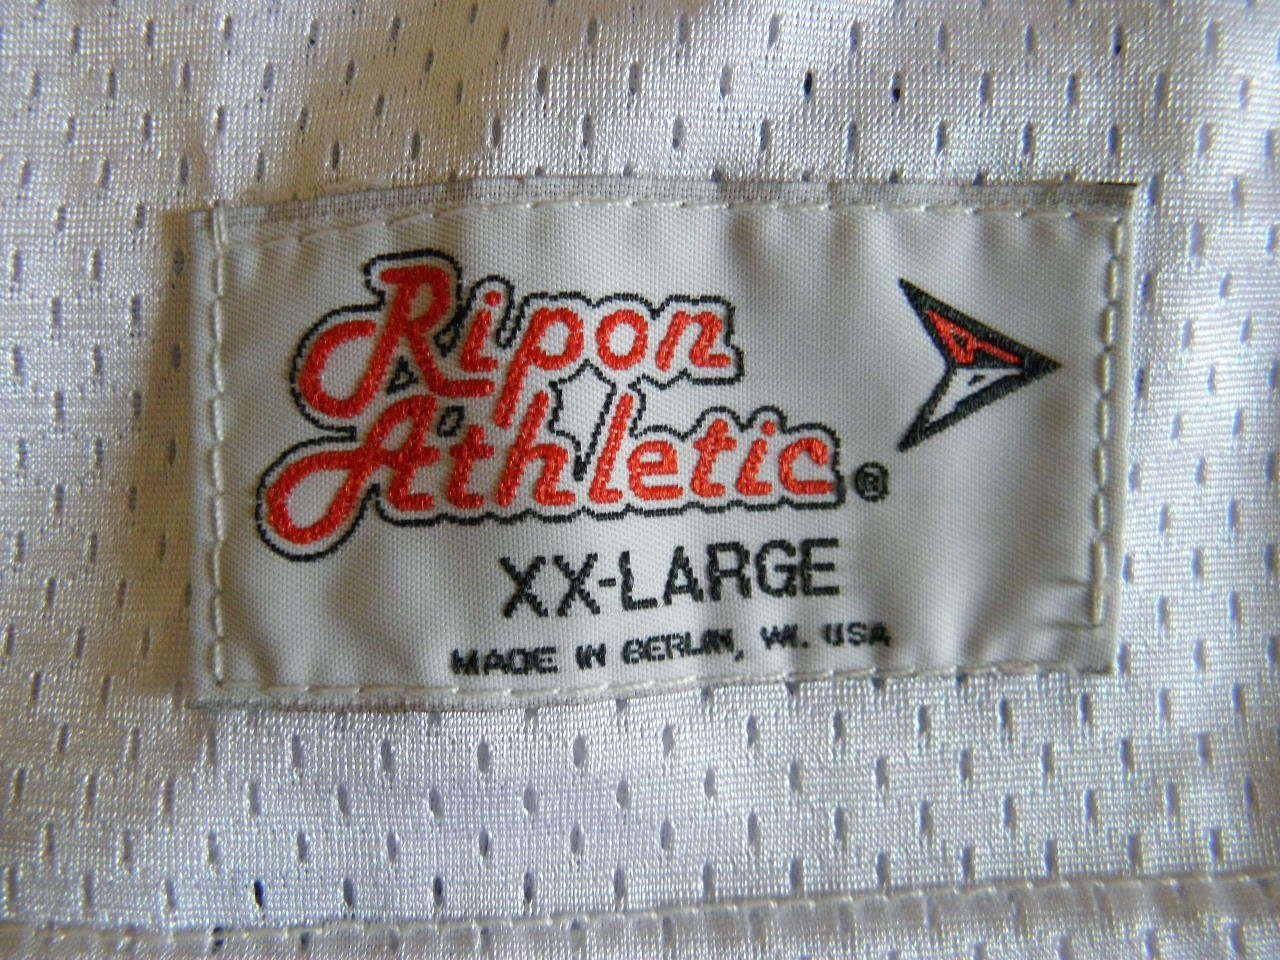 Ripon
Athletic®
XX-LARGE
MADE IN BERLIN, WI. USA